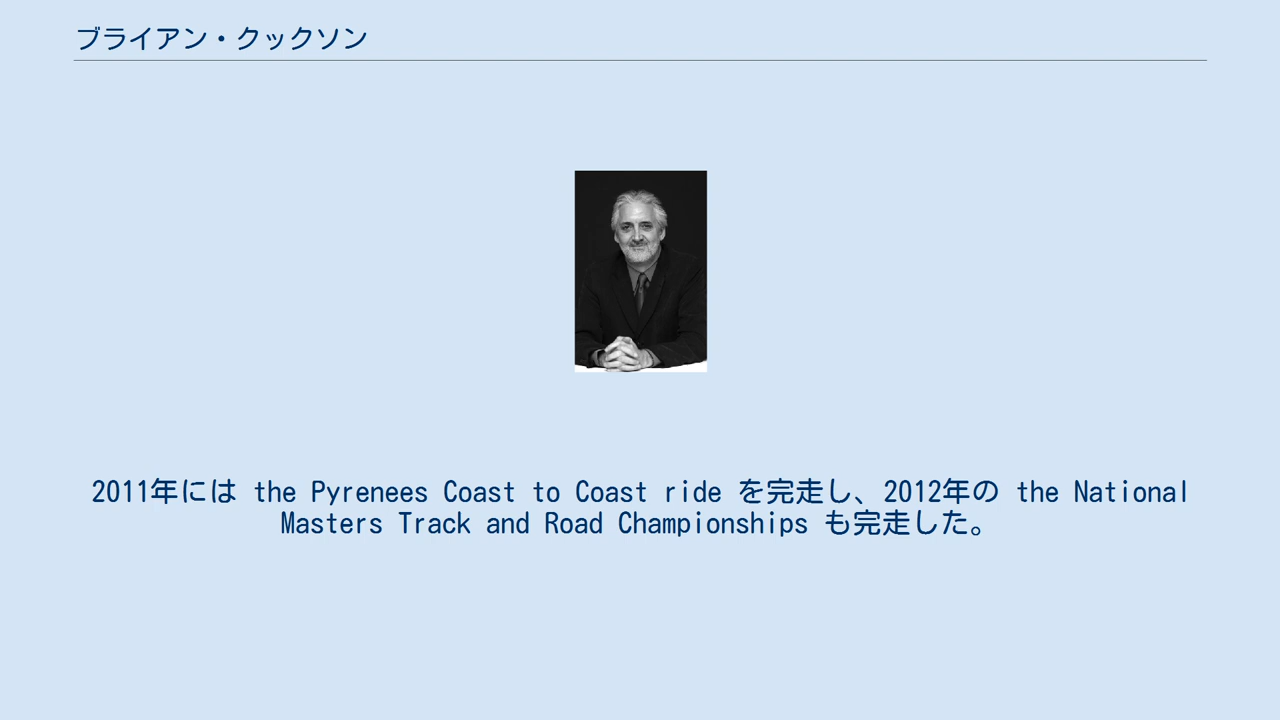 ブライアン・クックソン
2011年には the Pyrenees Coast to Coast ride を完走し、2012年の the National
Masters Track and Road Championships も完走した。